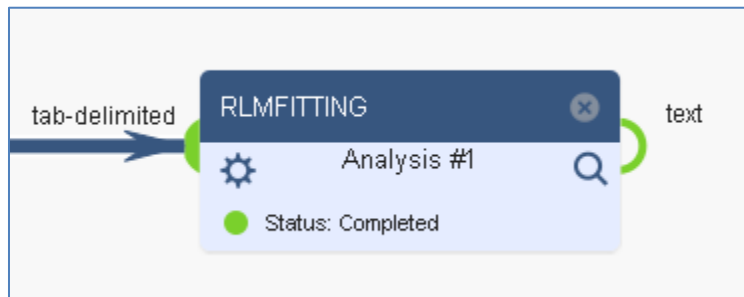 tab-delimited
RLMFITTING
text
Analysis #1
Status: Completed